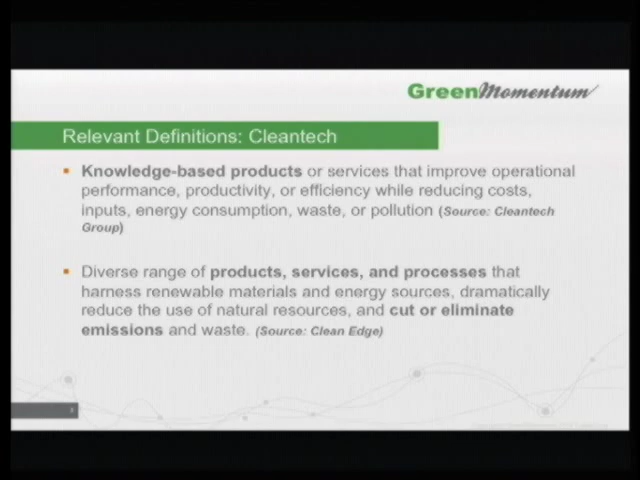 GreenMomentum
Relevant Definitions: Cleantech
Knowledge-based products or services that improve operational
performance, productivity, or efficiency while reducing costs,
inputs, energy consumption, waste, or pollution (Source: Cleantech
Group)
Diverse range of products, services, and processes that
harness renewable materials and energy sources, dramatically
reduce the use of natural resources, and cut or eliminate
emissions and waste. (Source: Clean Edge)